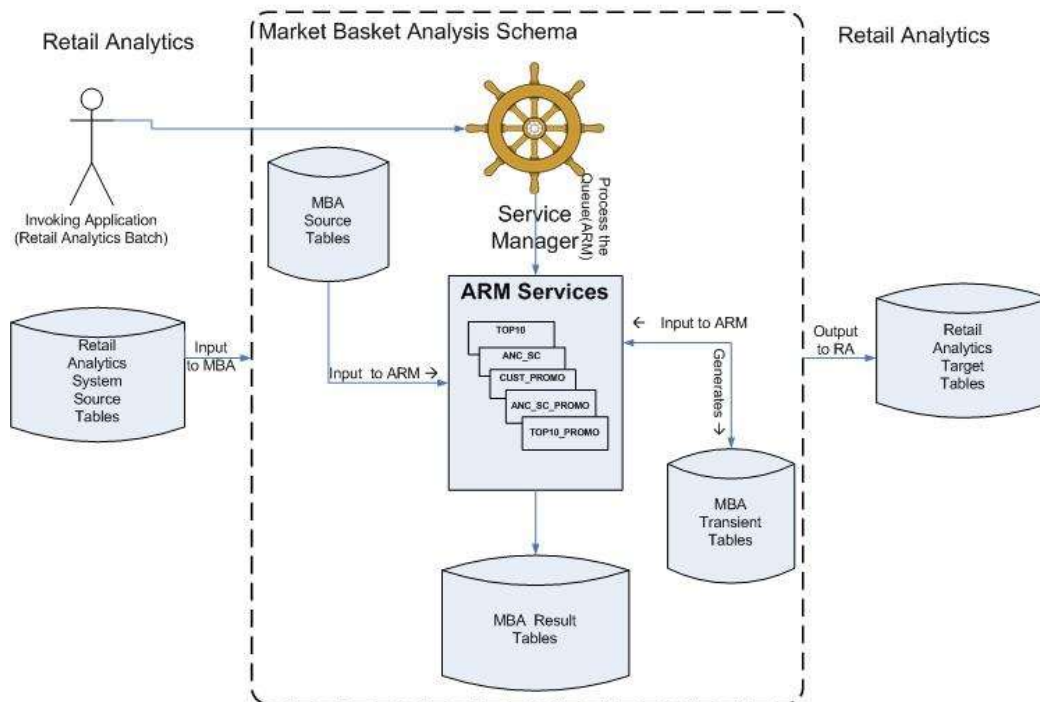 Retail Analytics
Market Basket Analysis Schema
Retail Analytics
Invoking Application
(Retail Analytics Batch)
MBA
Source
Tables
Service
Manager
Process the
Queue(ARM)
ARM Services
TOP10
ANC_SC
CUST_PROMO
ANC_SC_PROMO
TOP10_PROMO
Retail
Analytics
System
Source
Tables
Input
to MBA
Input to ARM →
← Input to ARM
Generates →
Output
to RA
Retail
Analytics
Target
Tables
MBA
Transient
Tables
MBA Result
Tables